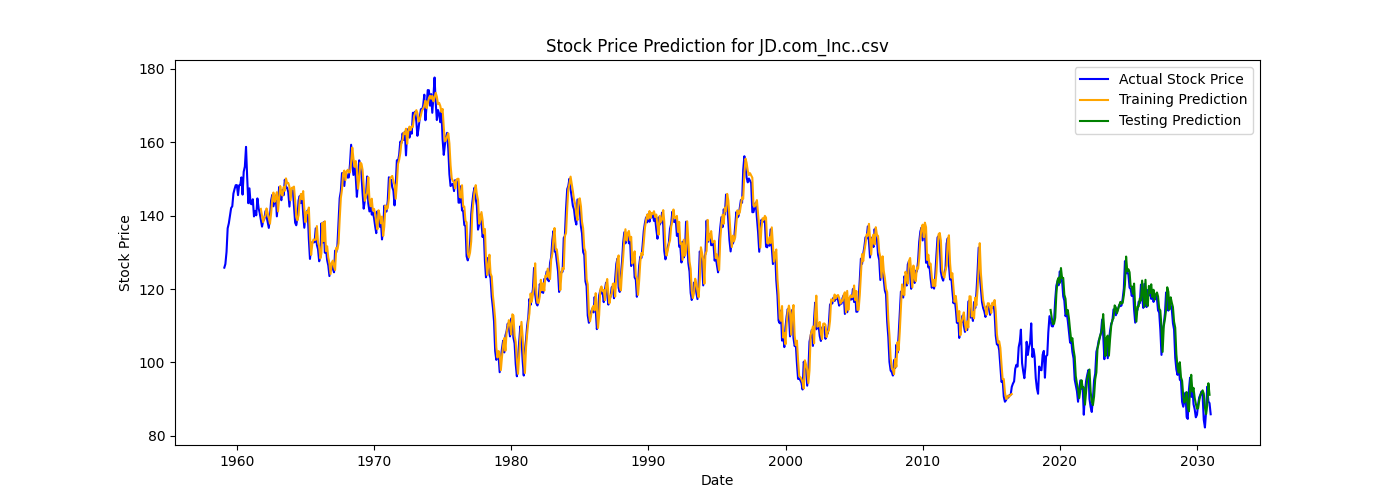 Stock Price Prediction for JD.com_Inc..csv
Actual Stock Price
Training Prediction
Testing Prediction
Stock Price
180
160
140
120
100
80
1960 1970 1980 1990 2000 2010 2020 2030
Date